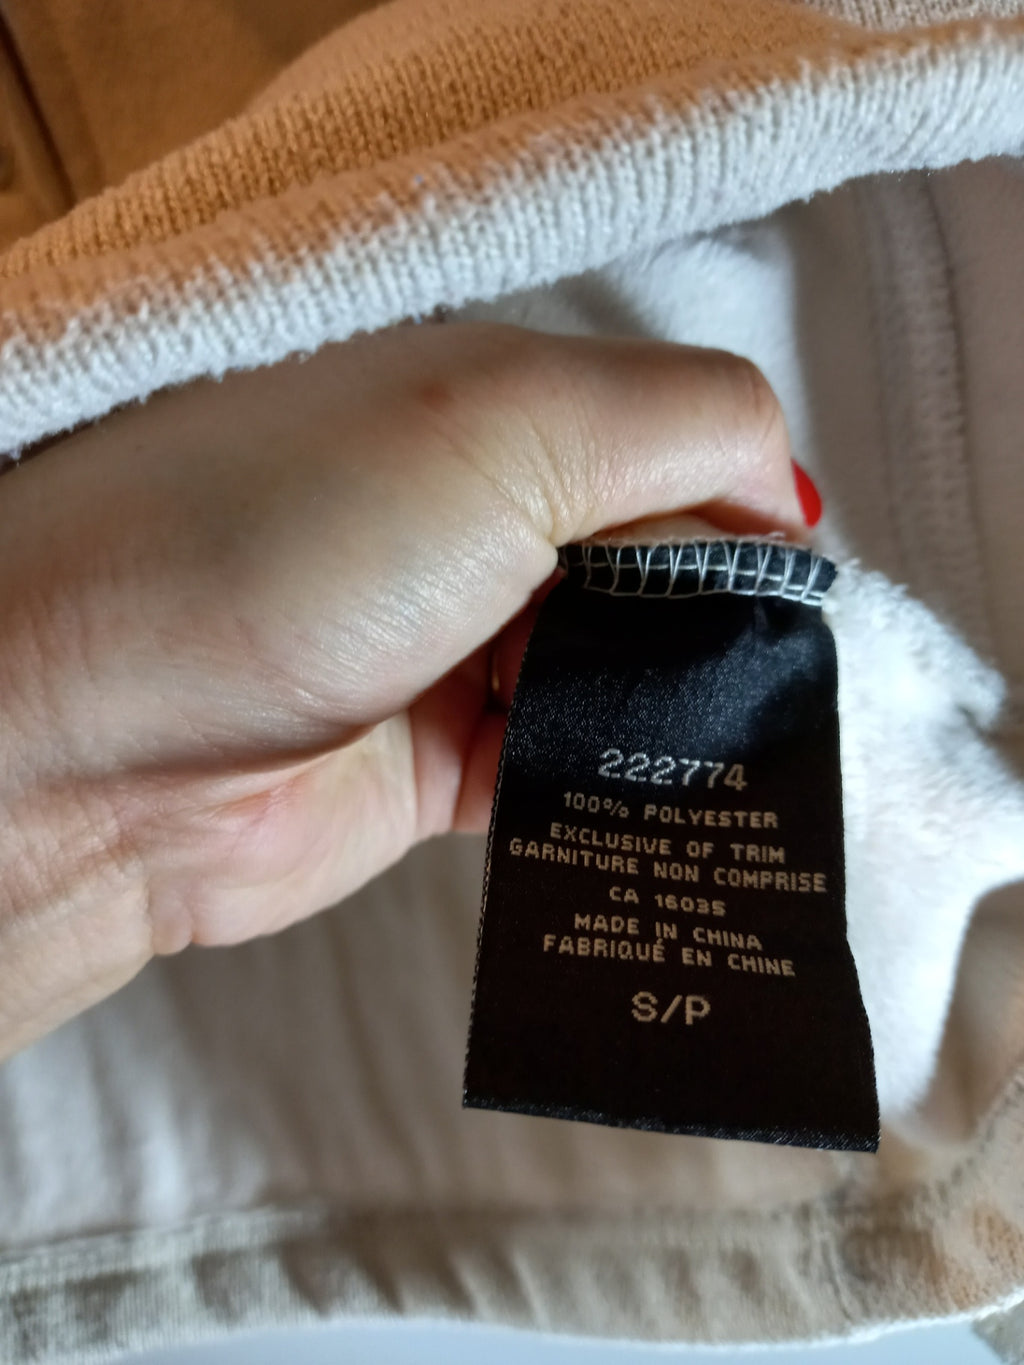 222774
100% POLYESTER
EXCLUSIVE OF TRIM
GARNITURE NON COMPRISE
CA 16035
MADE IN CHINA
FABRIQUÉ EN CHINE
S/P